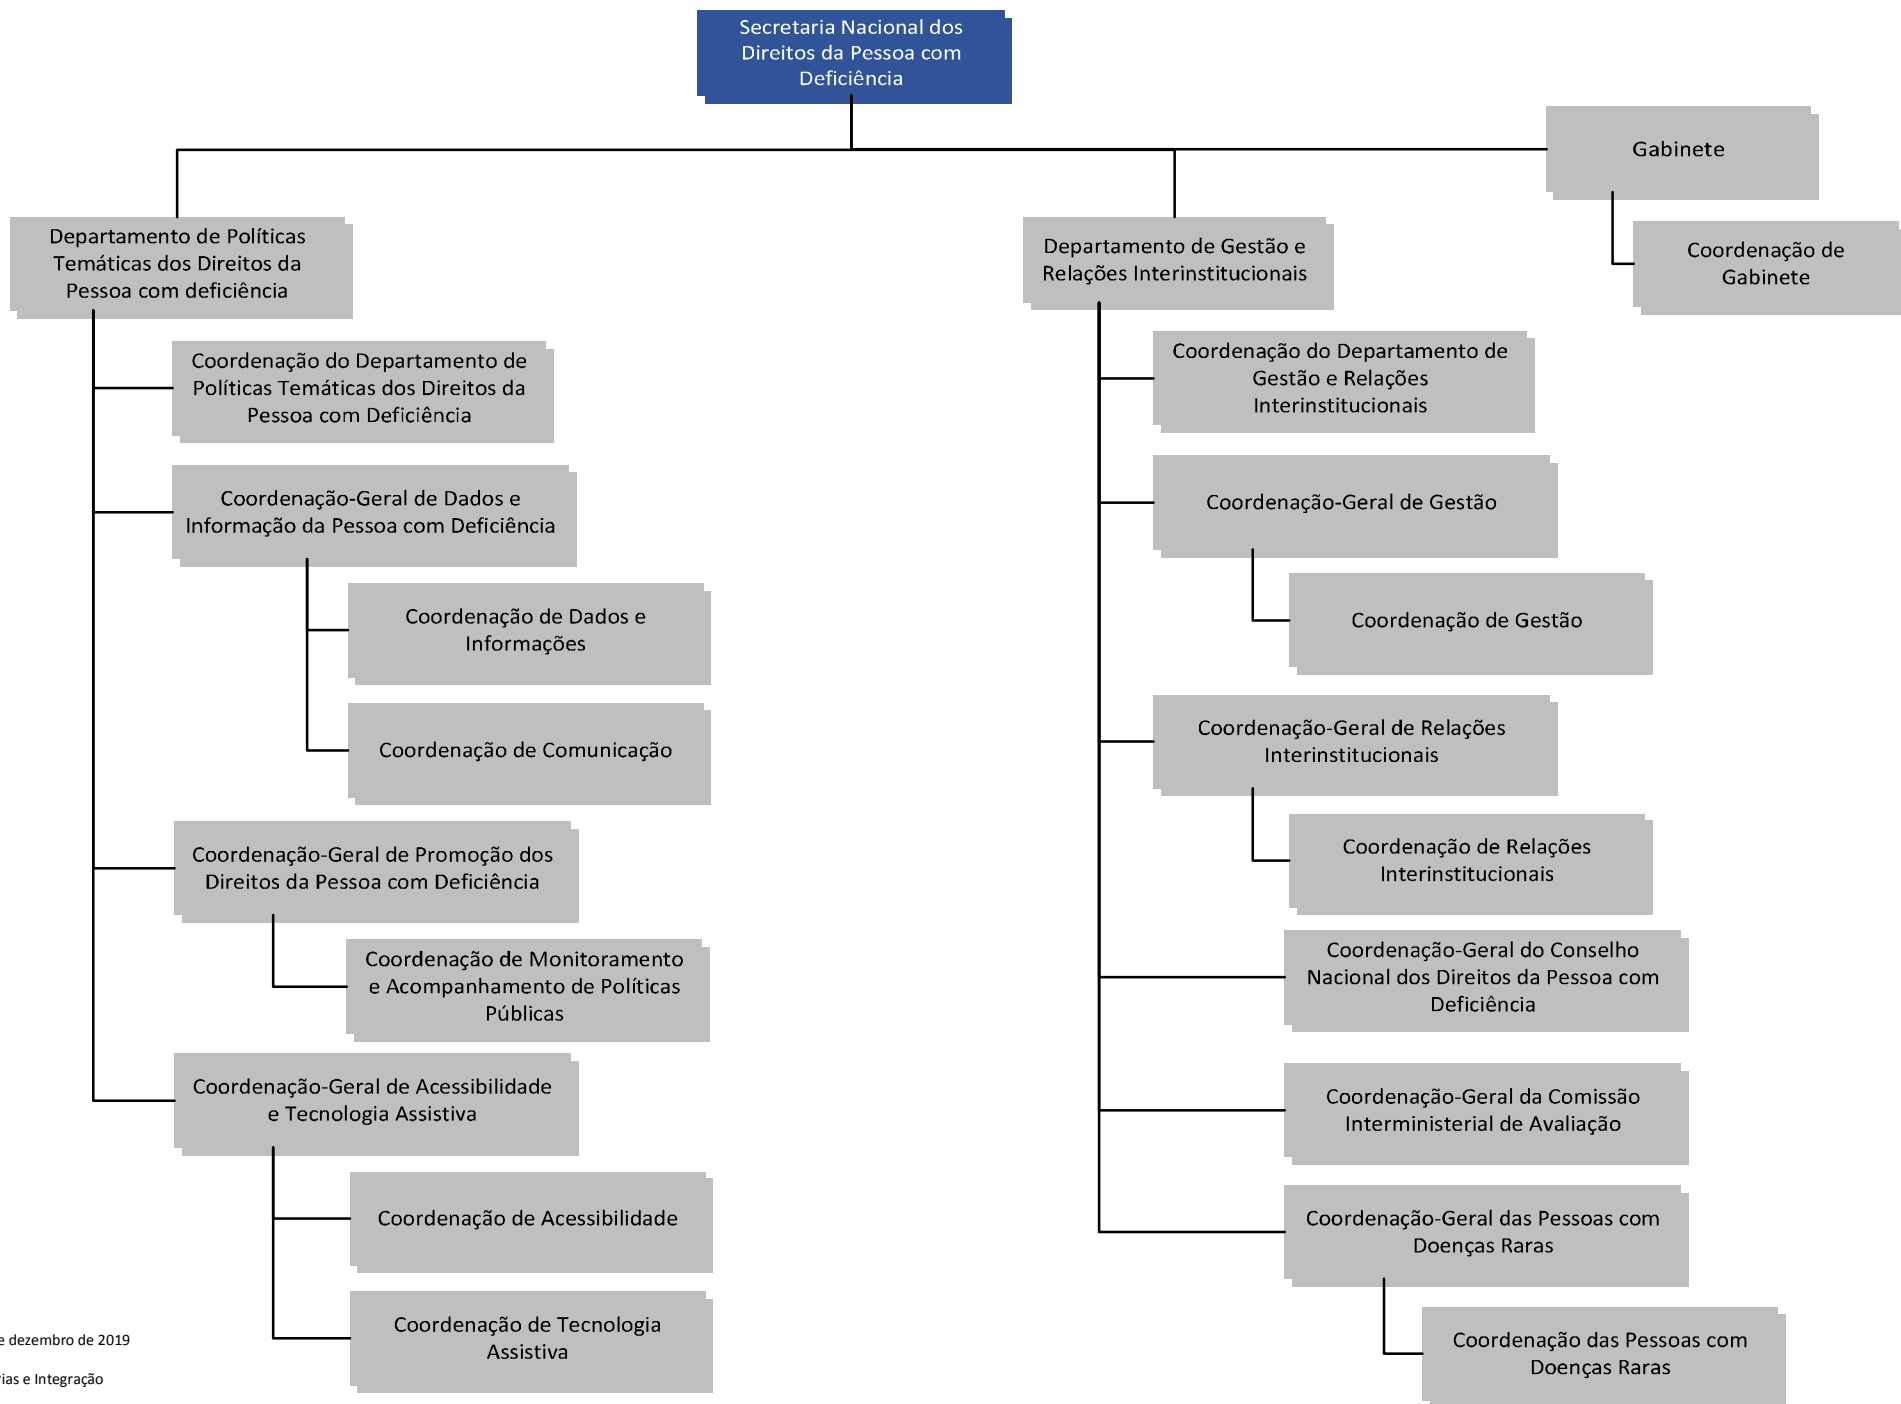 Secretaria Nacional dos
Direitos da Pessoa com
Deficiência
Gabinete
Coordenação de
Gabinete
Departamento de Políticas
Temáticas dos Direitos da
Pessoa com deficiência
Coordenação do Departamento de
Políticas Temáticas dos Direitos da
Pessoa com Deficiência
Coordenação-Geral de Dados e
Informação da Pessoa com Deficiência
Coordenação de Dados e
Informações
Coordenação de Comunicação
Coordenação-Geral de Promoção dos
Direitos da Pessoa com Deficiência
Coordenação de Monitoramento
e Acompanhamento de Políticas
Públicas
Coordenação-Geral de Acessibilidade
e Tecnologia Assistiva
Coordenação de Acessibilidade
Coordenação de Tecnologia
Assistiva
Departamento de Gestão e
Relações Interinstitucionais
Coordenação do Departamento de
Gestão e Relações
Interinstitucionais
Coordenação-Geral de Gestão
Coordenação de Gestão
Coordenação-Geral de Relações
Interinstitucionais
Coordenação de Relações
Interinstitucionais
Coordenação-Geral do Conselho
Nacional dos Direitos da Pessoa com
Deficiência
Coordenação-Geral da Comissão
Interministerial de Avaliação
Coordenação-Geral das Pessoas com
Doenças Raras
Coordenação das Pessoas com
Doenças Raras
e dezembro de 2019
rias e Integração